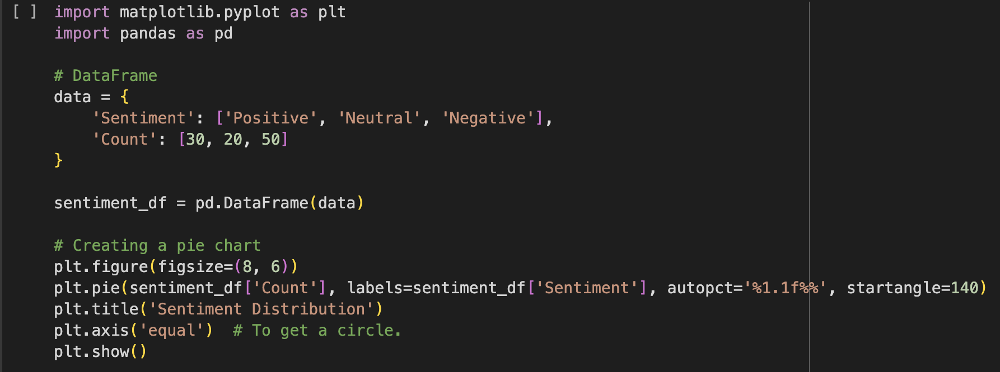 [ ] import matplotlib.pyplot as plt
import pandas as pd
# DataFrame
data = {
'Sentiment': ['Positive', 'Neutral', 'Negative'],
'Count': [30, 20, 50]
}
sentiment_df = pd.DataFrame(data)
# Creating a pie chart
plt.figure(figsize=(8, 6))
plt.pie(sentiment_df['Count'], labels=sentiment_df['Sentiment'], autopct='%1.1f%%', startangle=140)
plt.title('Sentiment Distribution')
plt.axis('equal')  # To get a circle.
plt.show()